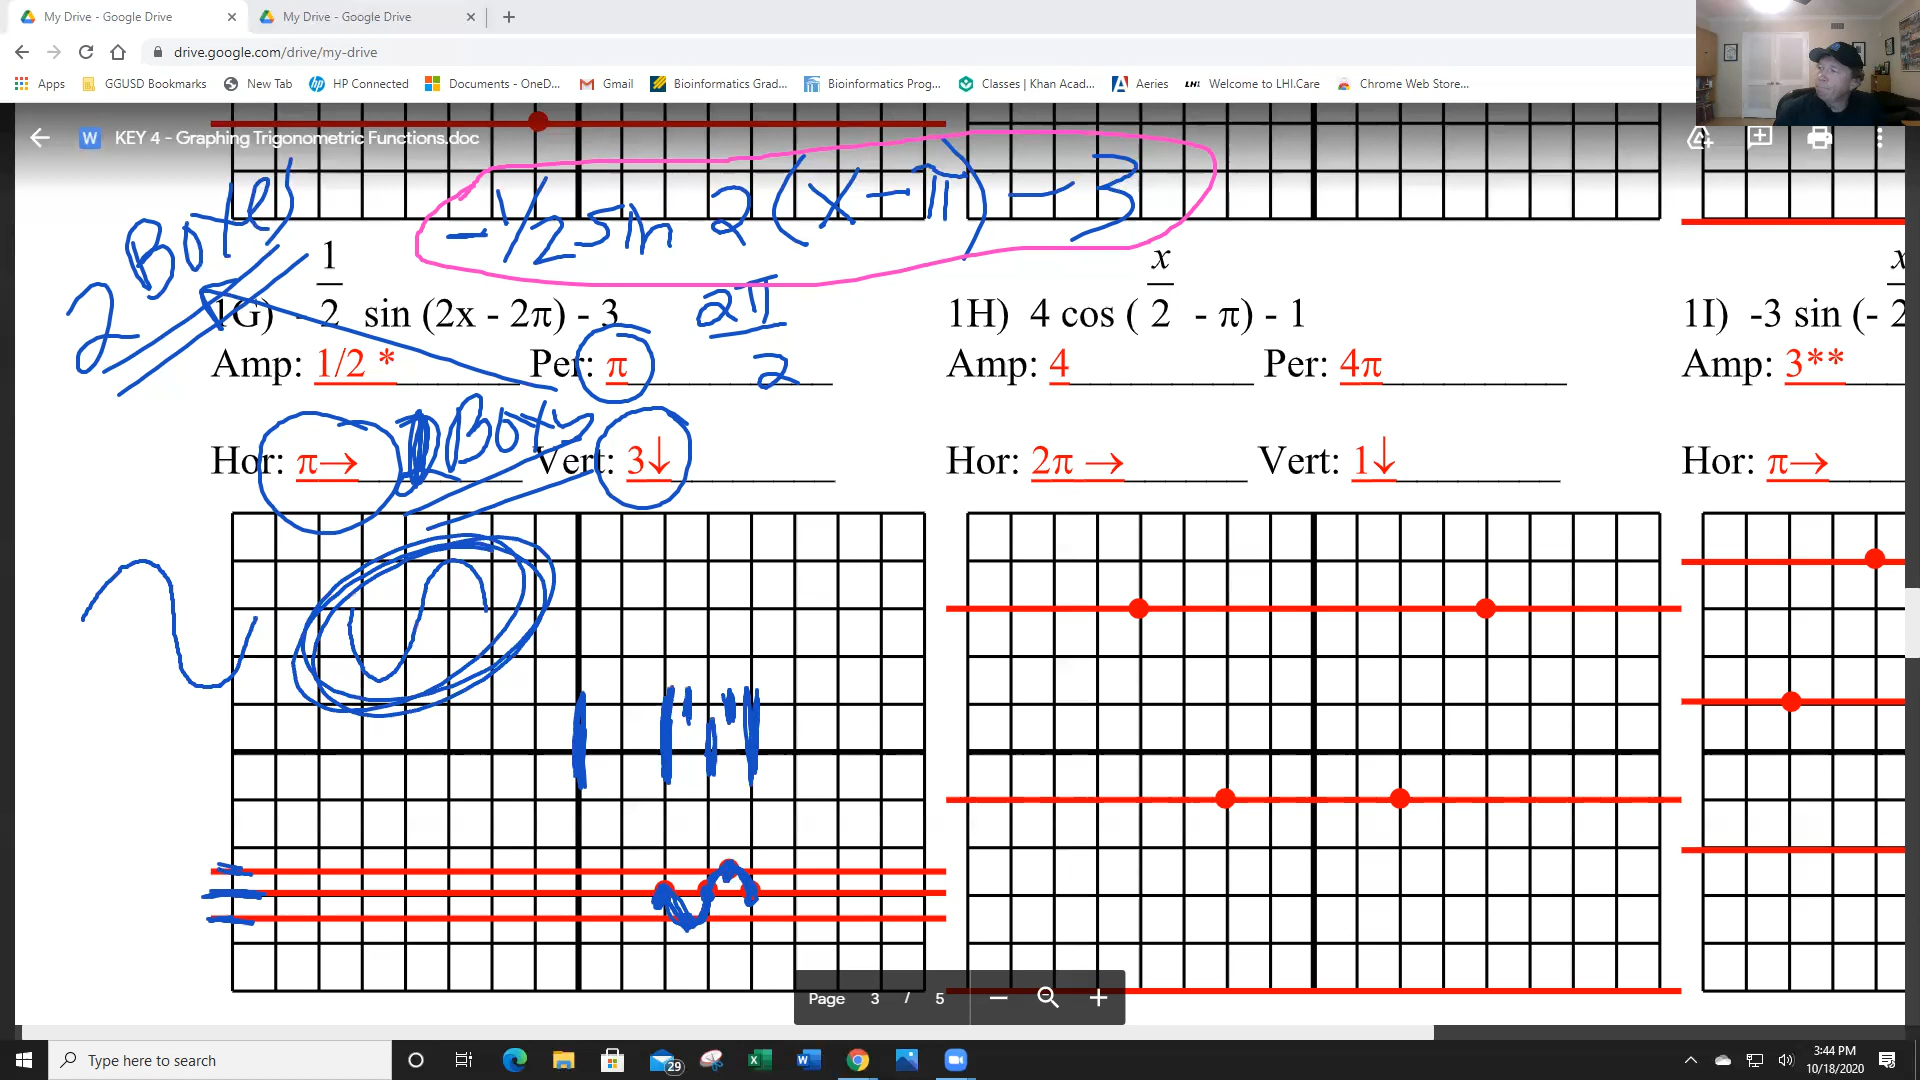 My Drive - Google Drive
My Drive - Google Drive
drive.google.com/drive/my-drive
Apps GGUSD Bookmarks New Tab HP Connected Documents - OneD... Gmail Bioinformatics Grad... Bioinformatics Prog... Classes | Khan Acad... Aeries LHI. Welcome to LHI.Care Chrome Web Store...
W KEY 4 - Graphing Trigonometric Functions.doc
-1/2 sin 2(x-π) -3
2
2π
2
1G) - 1/2 sin (2x - 2π) - 3
Amp: 1/2 * Per: π
Hor: π→ Vert: 3↓
1H) 4 cos ( x/2 - π) - 1
Amp: 4 Per: 4π
Hor: 2π → Vert: 1↓
1I) -3 sin (- x/2
Amp: 3**
Hor: π→
Page 3 / 5
Type here to search
29
3:44 PM
10/18/2020